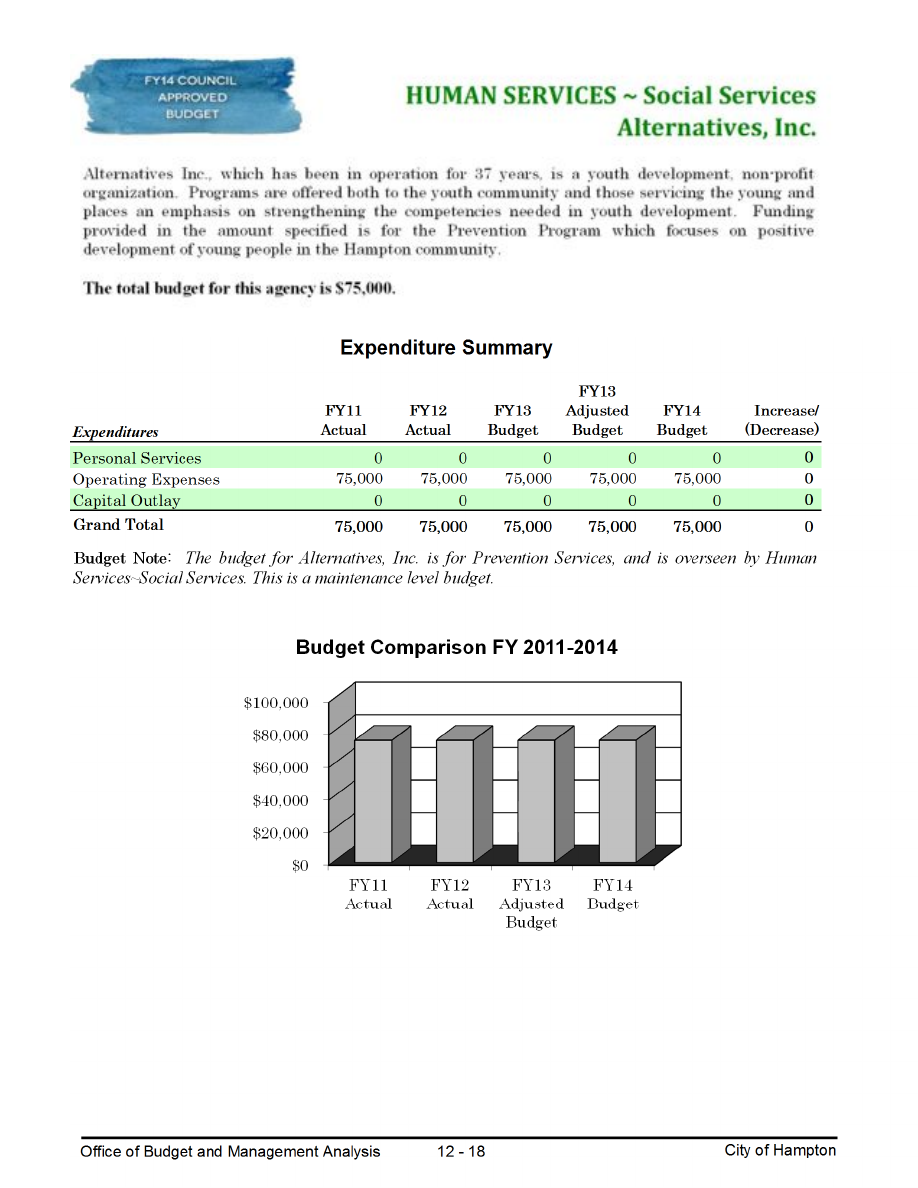 FY14 COUNCIL
APPROVED
BUDGET
HUMAN SERVICES ~ Social Services
Alternatives, Inc.
Alternatives Inc., which has been in operation for 37 years, is a youth development, non-profit
organization. Programs are offered both to the youth community and those servicing the young and
places an emphasis on strengthening the competencies needed in youth development. Funding
provided in the amount specified is for the Prevention Program which focuses on positive
development of young people in the Hampton community.
The total budget for this agency is $75,000.
Expenditure Summary
Expenditures FY11 Actual FY12 Actual FY13 Budget FY13 Adjusted Budget FY14 Budget Increase/ (Decrease)
Personal Services 0 0 0 0 0 0
Operating Expenses 75,000 75,000 75,000 75,000 75,000 0
Capital Outlay 0 0 0 0 0 0
Grand Total 75,000 75,000 75,000 75,000 75,000 0
Budget Note: The budget for Alternatives, Inc. is for Prevention Services, and is overseen by Human
Services~Social Services. This is a maintenance level budget.
Budget Comparison FY 2011-2014
$100,000
$80,000
$60,000
$40,000
$20,000
$0
FY11 FY12 FY13 FY14
Actual Actual Adjusted Budget
Budget
Office of Budget and Management Analysis 12 - 18 City of Hampton